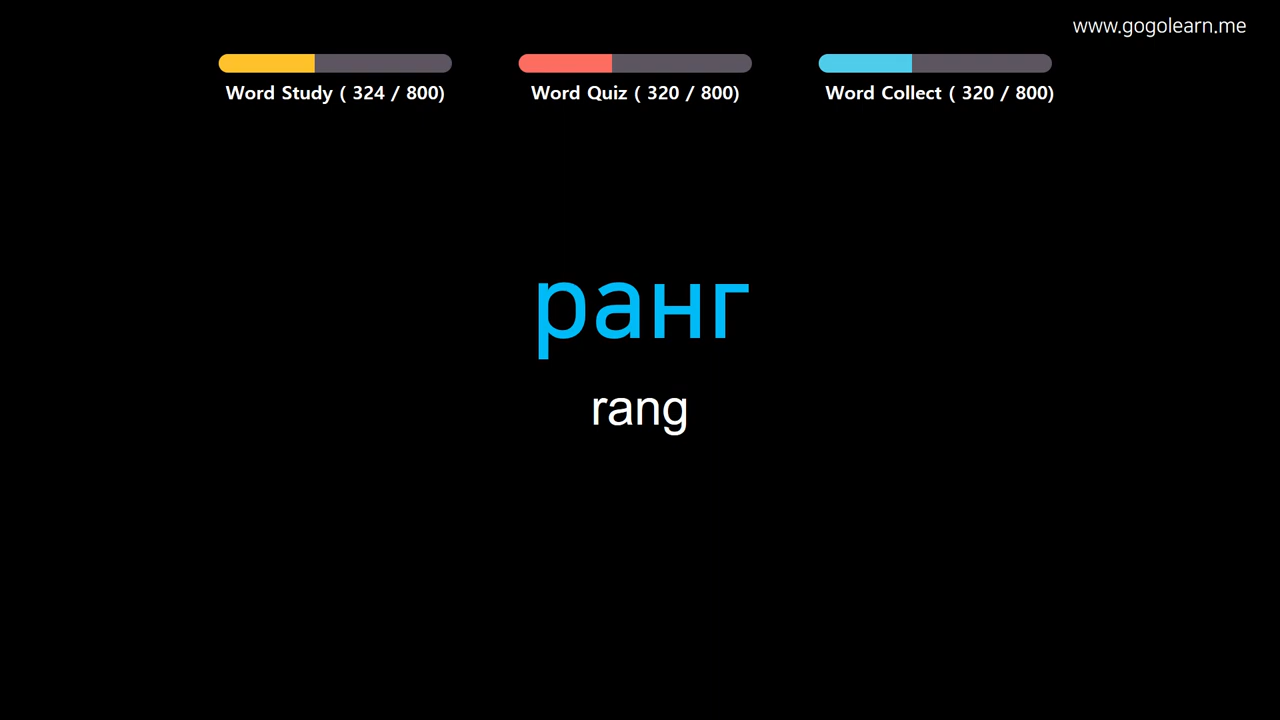 www.gogolearn.me
Word Study ( 324 / 800)
Word Quiz ( 320 / 800)
Word Collect ( 320 / 800)
ранг
rang